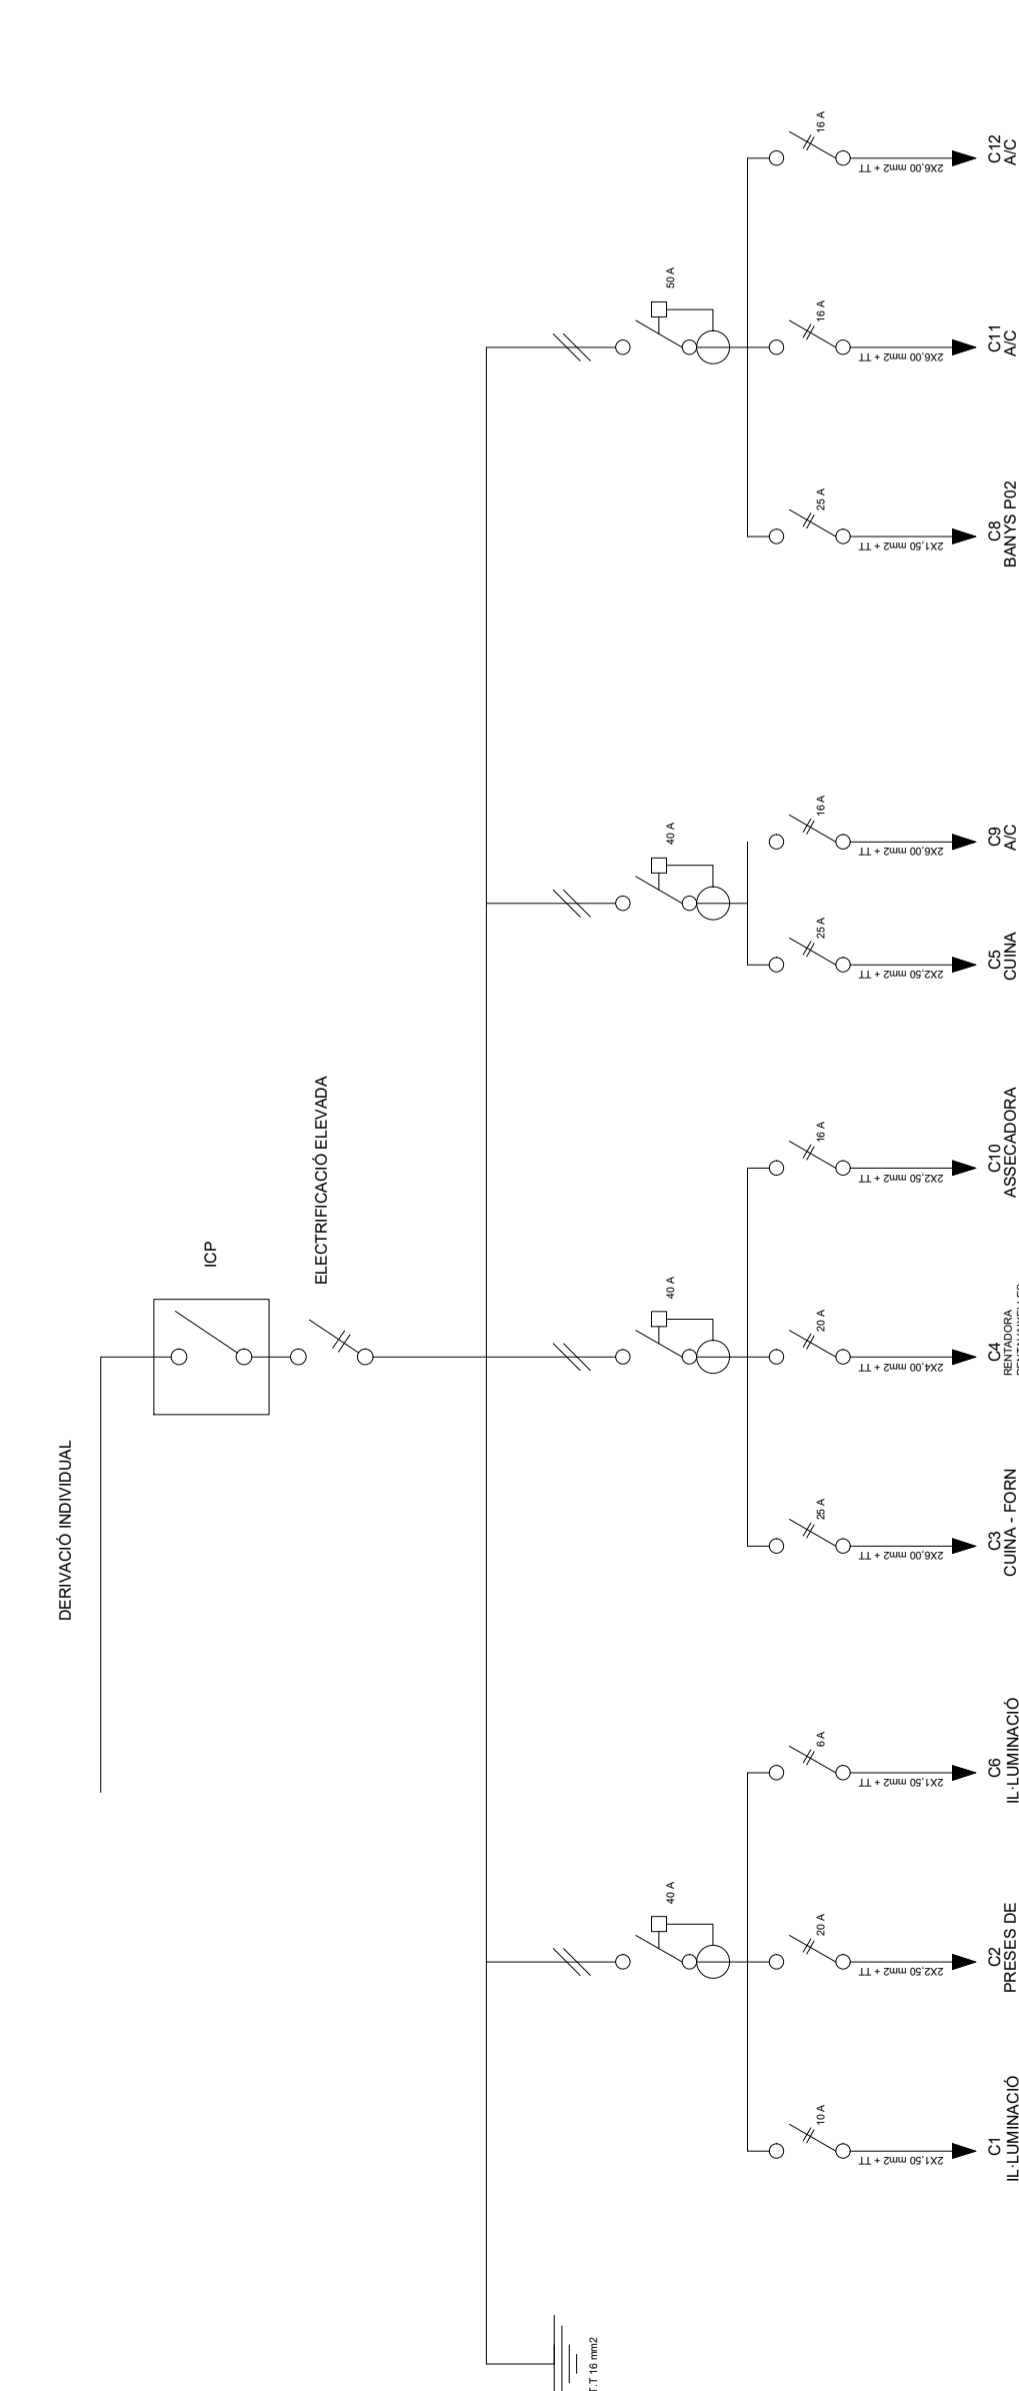 DERIVACIÓ INDIVIDUAL
ICP
ELECTRIFICACIÓ ELEVADA
T.T 16 mm2
40 A
40 A
40 A
50 A
10 A
2X1,50 mm2 + TT
C1
IL·LUMINACIÓ
20 A
2X2,50 mm2 + TT
C2
PRESES DE
6 A
2X1,50 mm2 + TT
C6
IL·LUMINACIÓ
25 A
2X6,00 mm2 + TT
C3
CUINA - FORN
20 A
2X4,00 mm2 + TT
C4
RENTADORA
16 A
2X2,50 mm2 + TT
C10
ASSECADORA
25 A
2X2,50 mm2 + TT
C5
CUINA
16 A
2X6,00 mm2 + TT
C9
A/C
25 A
2X1,50 mm2 + TT
C8
BANYS P02
16 A
2X6,00 mm2 + TT
C11
A/C
16 A
2X6,00 mm2 + TT
C12
A/C